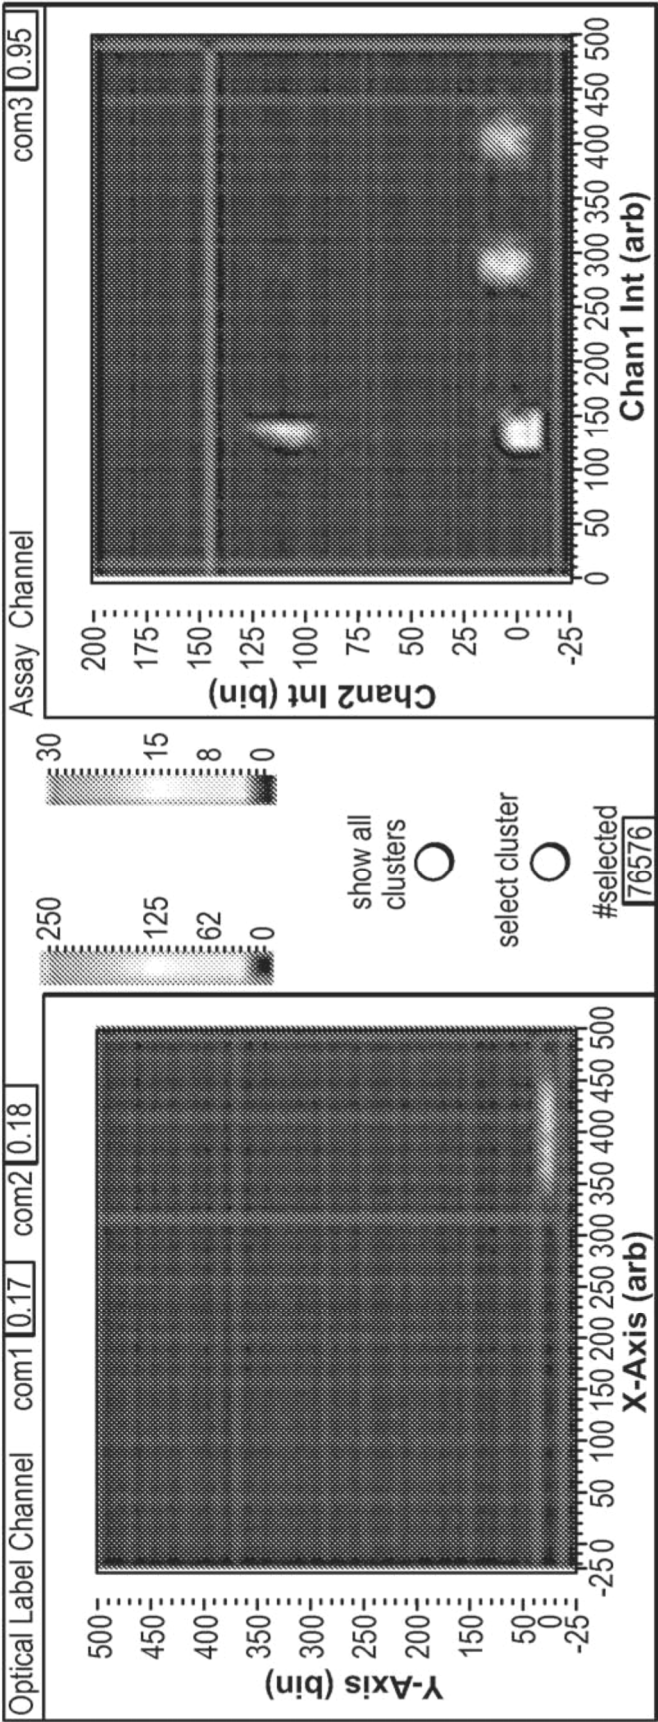 Optical Label Channel com1 0.17 com2 0.18
500
450
400
350
300
250
200
150
50
0
-25
Y-Axis (bin)
-25 0 50 100 150 200 250 300 350 400 450 500
X-Axis (arb)
250
125
62
0
30
15
8
0
show all
clusters
select cluster
#selected
76576
Assay Channel com3 0.95
200
175
150
125
100
75
50
25
0
-25
Chan2 Int (bin)
0 50 100 150 200 250 300 350 400 450 500
Chan1 Int (arb)